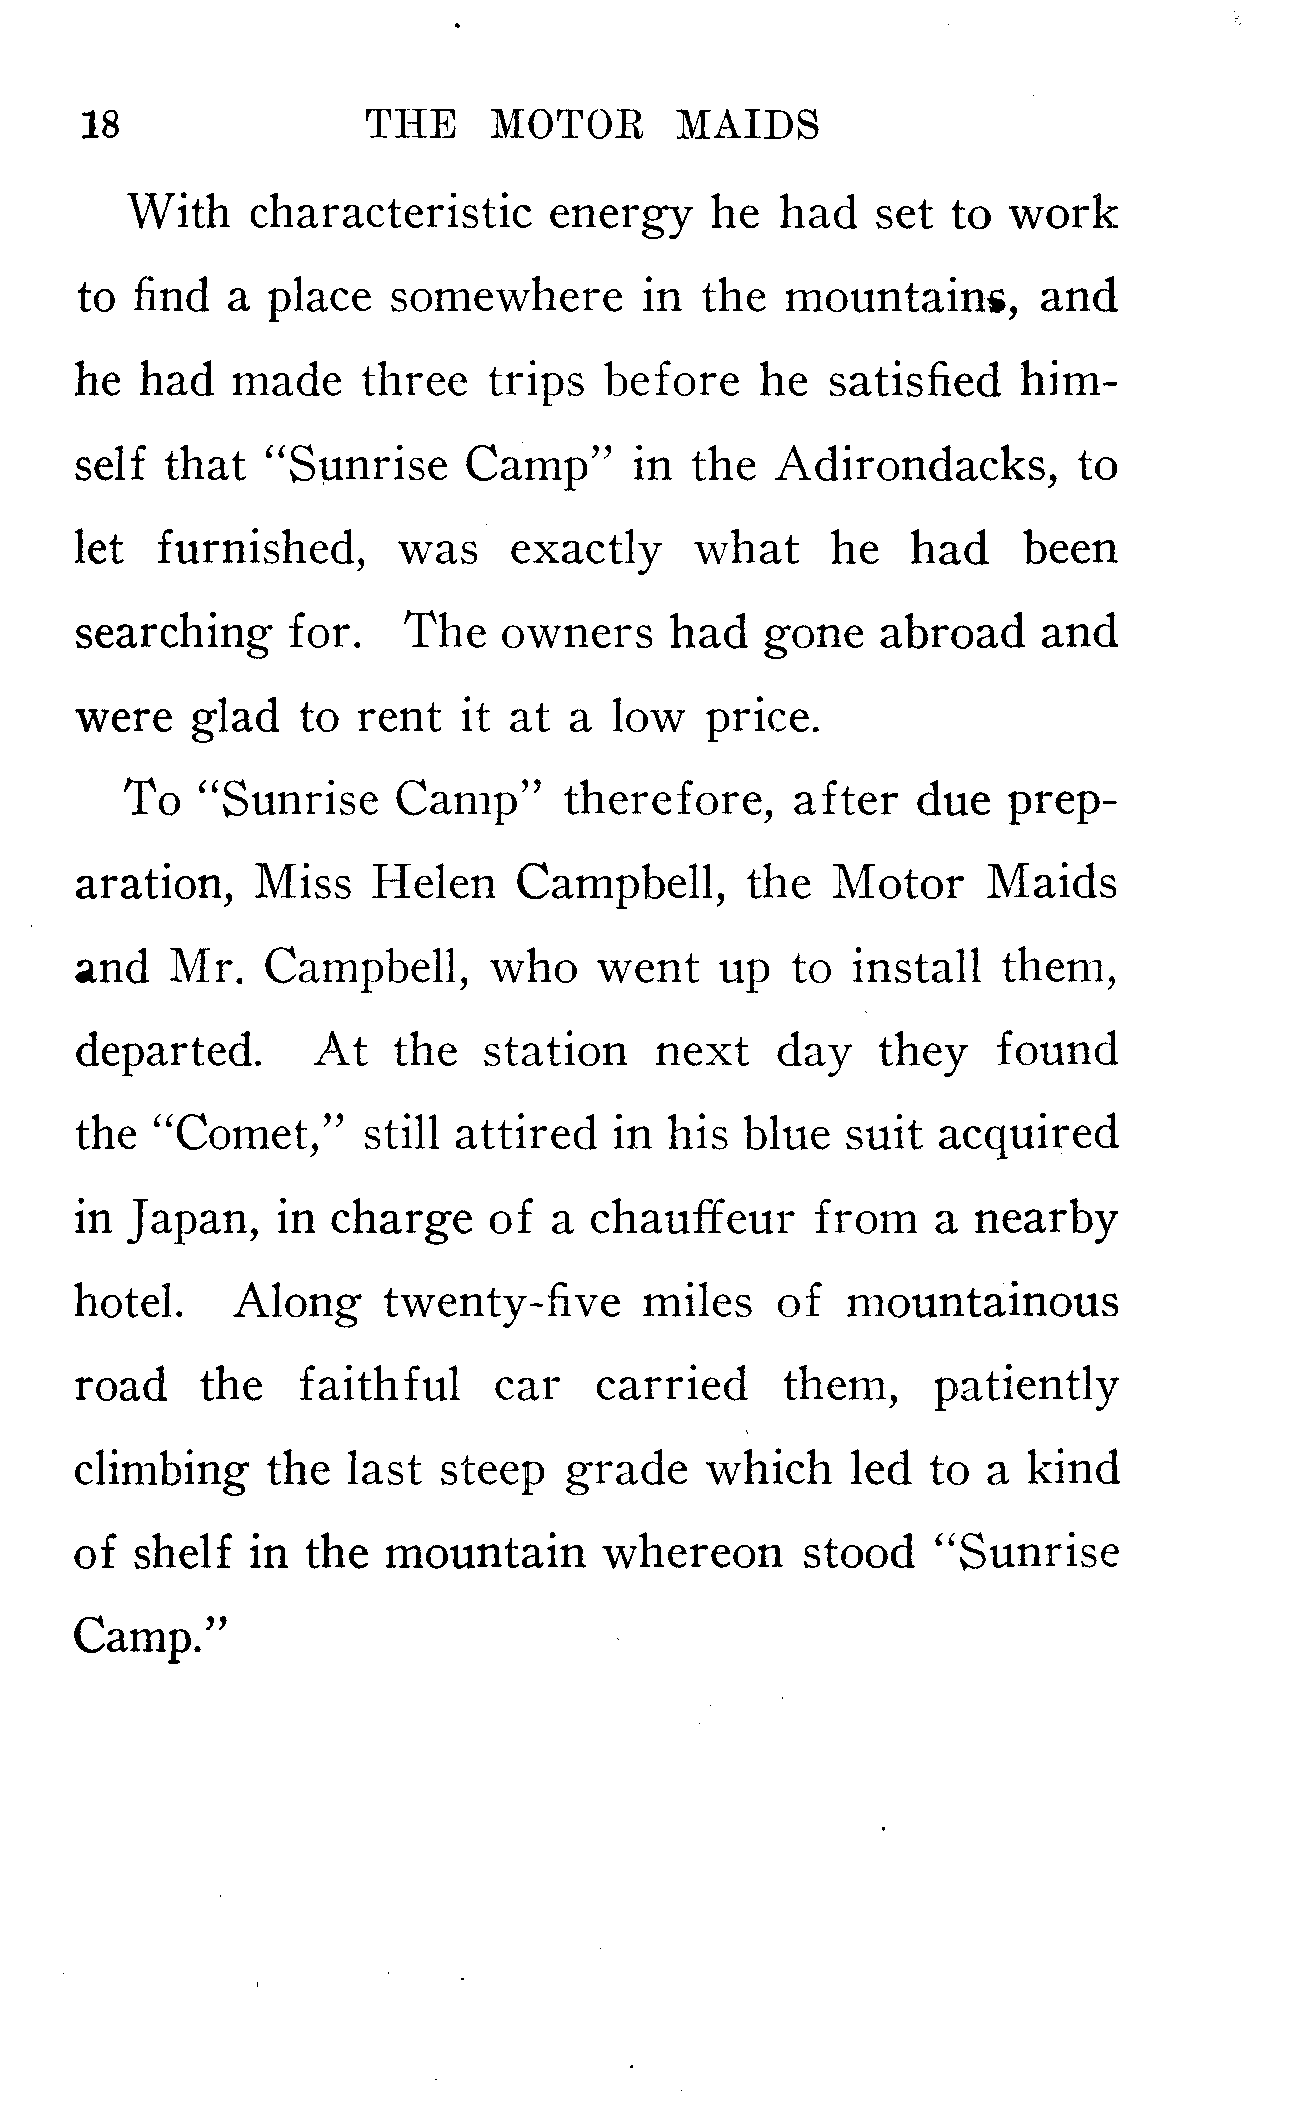 18 THE MOTOR MAIDS
With characteristic energy he had set to work
to find a place somewhere in the mountains, and
he had made three trips before he satisfied him-
self that "Sunrise Camp" in the Adirondacks, to
let furnished, was exactly what he had been
searching for. The owners had gone abroad and
were glad to rent it at a low price.
To "Sunrise Camp" therefore, after due prep-
aration, Miss Helen Campbell, the Motor Maids
and Mr. Campbell, who went up to install them,
departed. At the station next day they found
the "Comet," still attired in his blue suit acquired
in Japan, in charge of a chauffeur from a nearby
hotel. Along twenty-five miles of mountainous
road the faithful car carried them, patiently
climbing the last steep grade which led to a kind
of shelf in the mountain whereon stood "Sunrise
Camp."